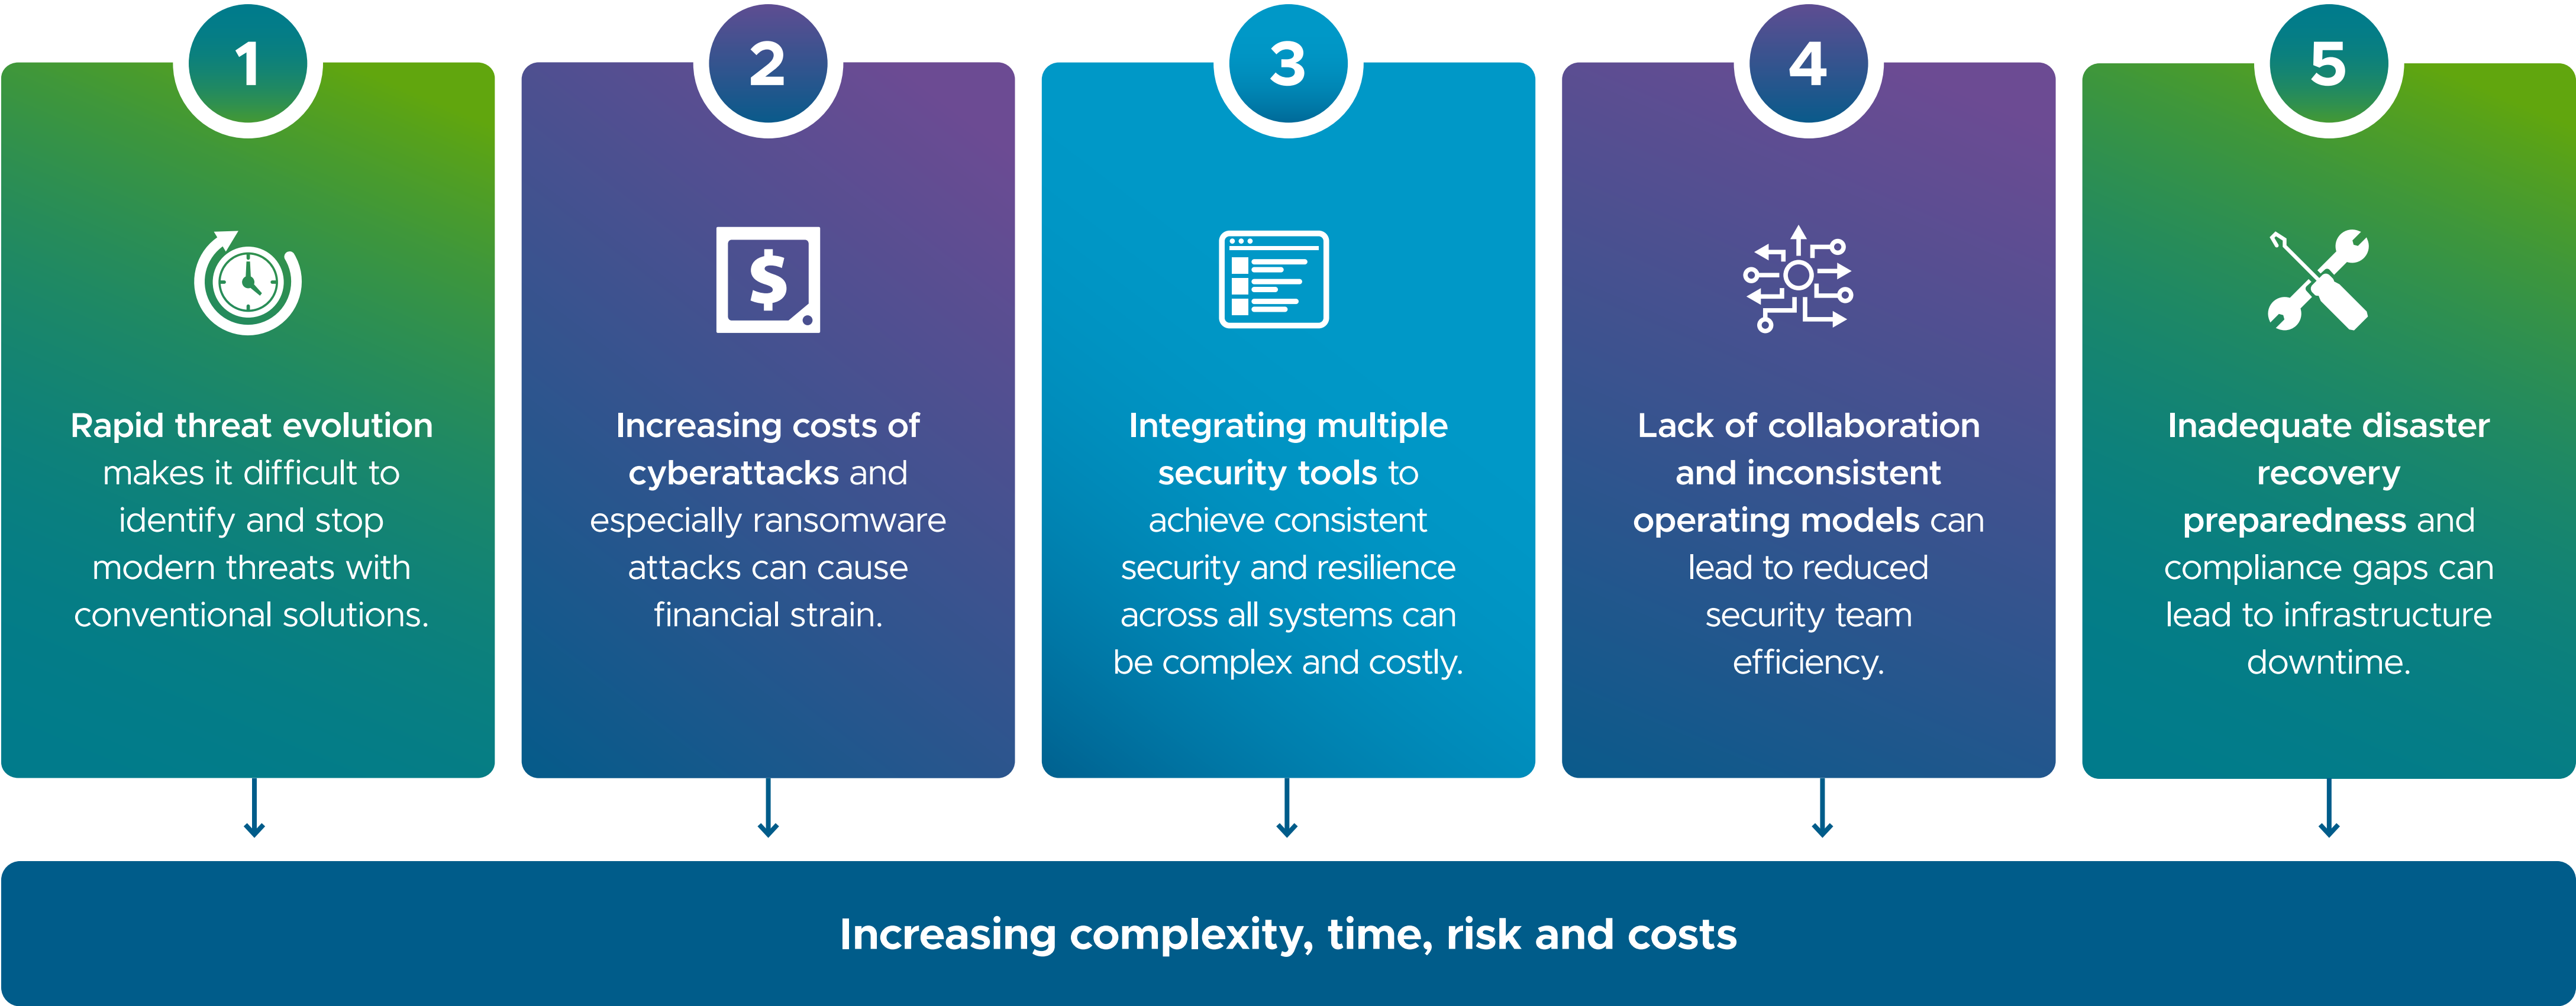 1
Rapid threat evolution
makes it difficult to
identify and stop
modern threats with
conventional solutions.
2
$
Increasing costs of
cyberattacks and
especially ransomware
attacks can cause
financial strain.
3
Integrating multiple
security tools to
achieve consistent
security and resilience
across all systems can
be complex and costly.
4
Lack of collaboration
and inconsistent
operating models can
lead to reduced
security team
efficiency.
5
Inadequate disaster
recovery
preparedness and
compliance gaps can
lead to infrastructure
downtime.
Increasing complexity, time, risk and costs